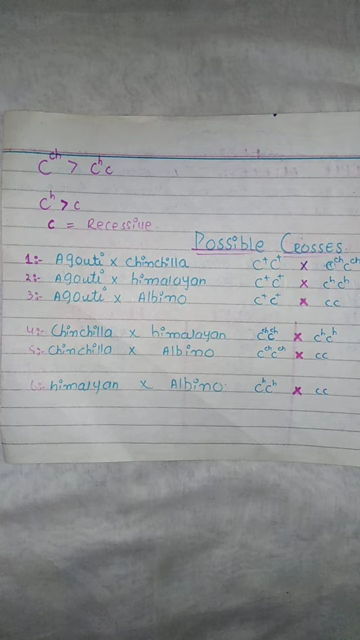 C^ch > C^h c
C^h > c
c = Recessive
Possible Crosses
1:- Agouti x Chinchilla C⁺C⁺ x C^ch C^ch
2:- Agouti x himalayan C⁺C⁺ x C^h C^h
3:- Agouti x Albino C⁺C⁺ x cc
4:- Chinchilla x himalayan C^ch C^ch x C^h C^h
5:- Chinchilla x Albino C^ch C^ch x cc
6:- himalyan x Albino: C^h C^h x cc